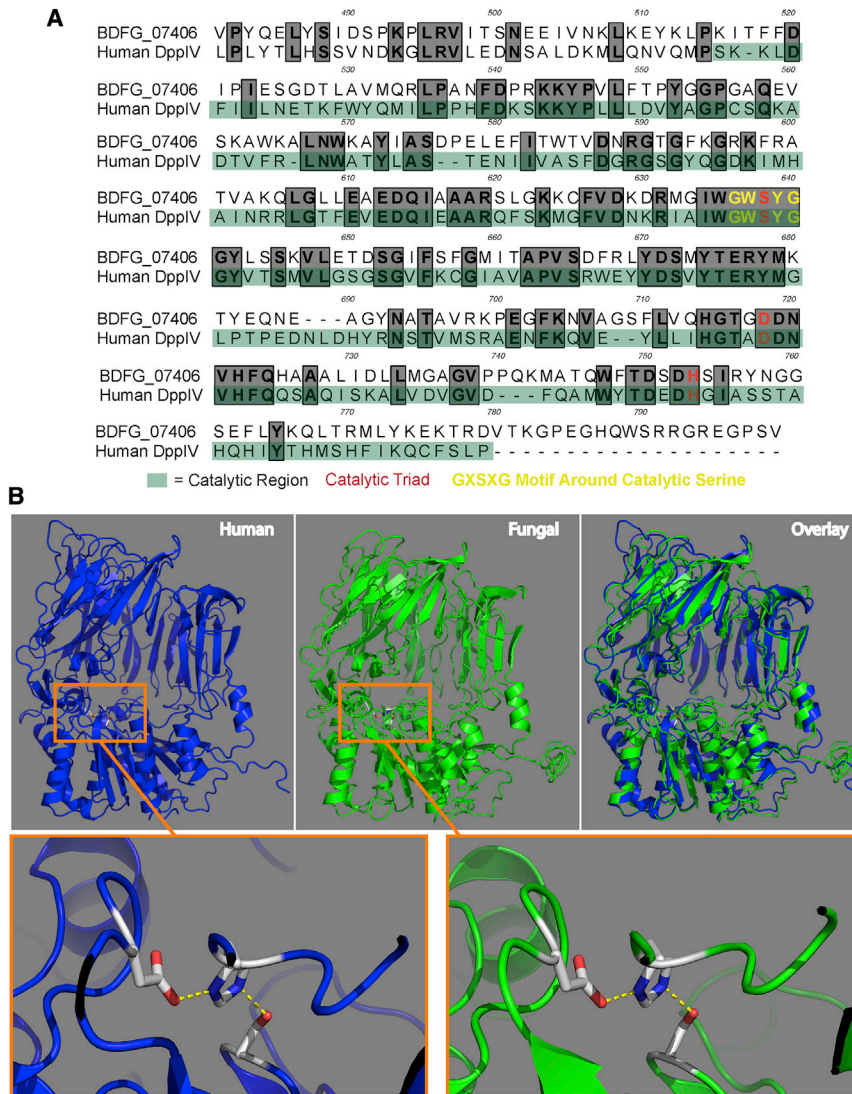 A
490 500 510 520
BDFG_07406 VPYQELYSIDSPKPLRVITSNEEIVNKLKEYKLPKITFFD
Human DppIV LPLYTLHSSVNDKGLRVLEDNSALDKMLQNVQMPSK-KLD
530 540 550 560
BDFG_07406 IPIESGDTLAVMQRLPANFDPRKKYPVLFTPYGGPGAQEV
Human DppIV FIILNETKFWYQMILPPHFDKSKKYPLLLDVYAGPCSQKA
570 580 590 600
BDFG_07406 SKAWKALNWKAYIASDPELEFITWTVDNRGTGFKGRKFRA
Human DppIV DTVFR-LNWATYLAS--TENIIVASFDGRGSGYQGDKIMH
610 620 630 640
BDFG_07406 TVAKQLGLLEAEDQIAAARSLGKKCFVDKDRMGIWGWSYG
Human DppIV AINRRLGTFEVEDQIEAARQFSKMGFVDNKRIAIWGWSYG
650 660 670 680
BDFG_07406 GYLSSKVLETDSGIFSFGMITAPVSDFRLYDSMYTERYMK
Human DppIV GYVTSMVLGSGSGVFKCGIAVAPVSRWEYYDSVYTERYMG
690 700 710 720
BDFG_07406 TYEQNE---AGYNATAVRKPEGFKNVAGSFLLVQHGTGDDN
Human DppIV LPTPEDNLDHYRNSTVMSRAENFKQVE--YLLIHGTADDN
730 740 750 760
BDFG_07406 VHFQHAAALIDLLMGAGVPPQKMATQWFTDSDHSIRYNGG
Human DppIV VHFQQSAQISKALVDVGVD---FQAMWYTDEDHGIASSTA
770 780 790
BDFG_07406 SEFLYKQLTRMLYKEKTRDVTKGPEGHQWSRRGREGPSV
Human DppIV HQHIYTHMSHFIKQCFSLP--------------------
= Catalytic Region Catalytic Triad GXSXG Motif Around Catalytic Serine
B
Human Fungal Overlay